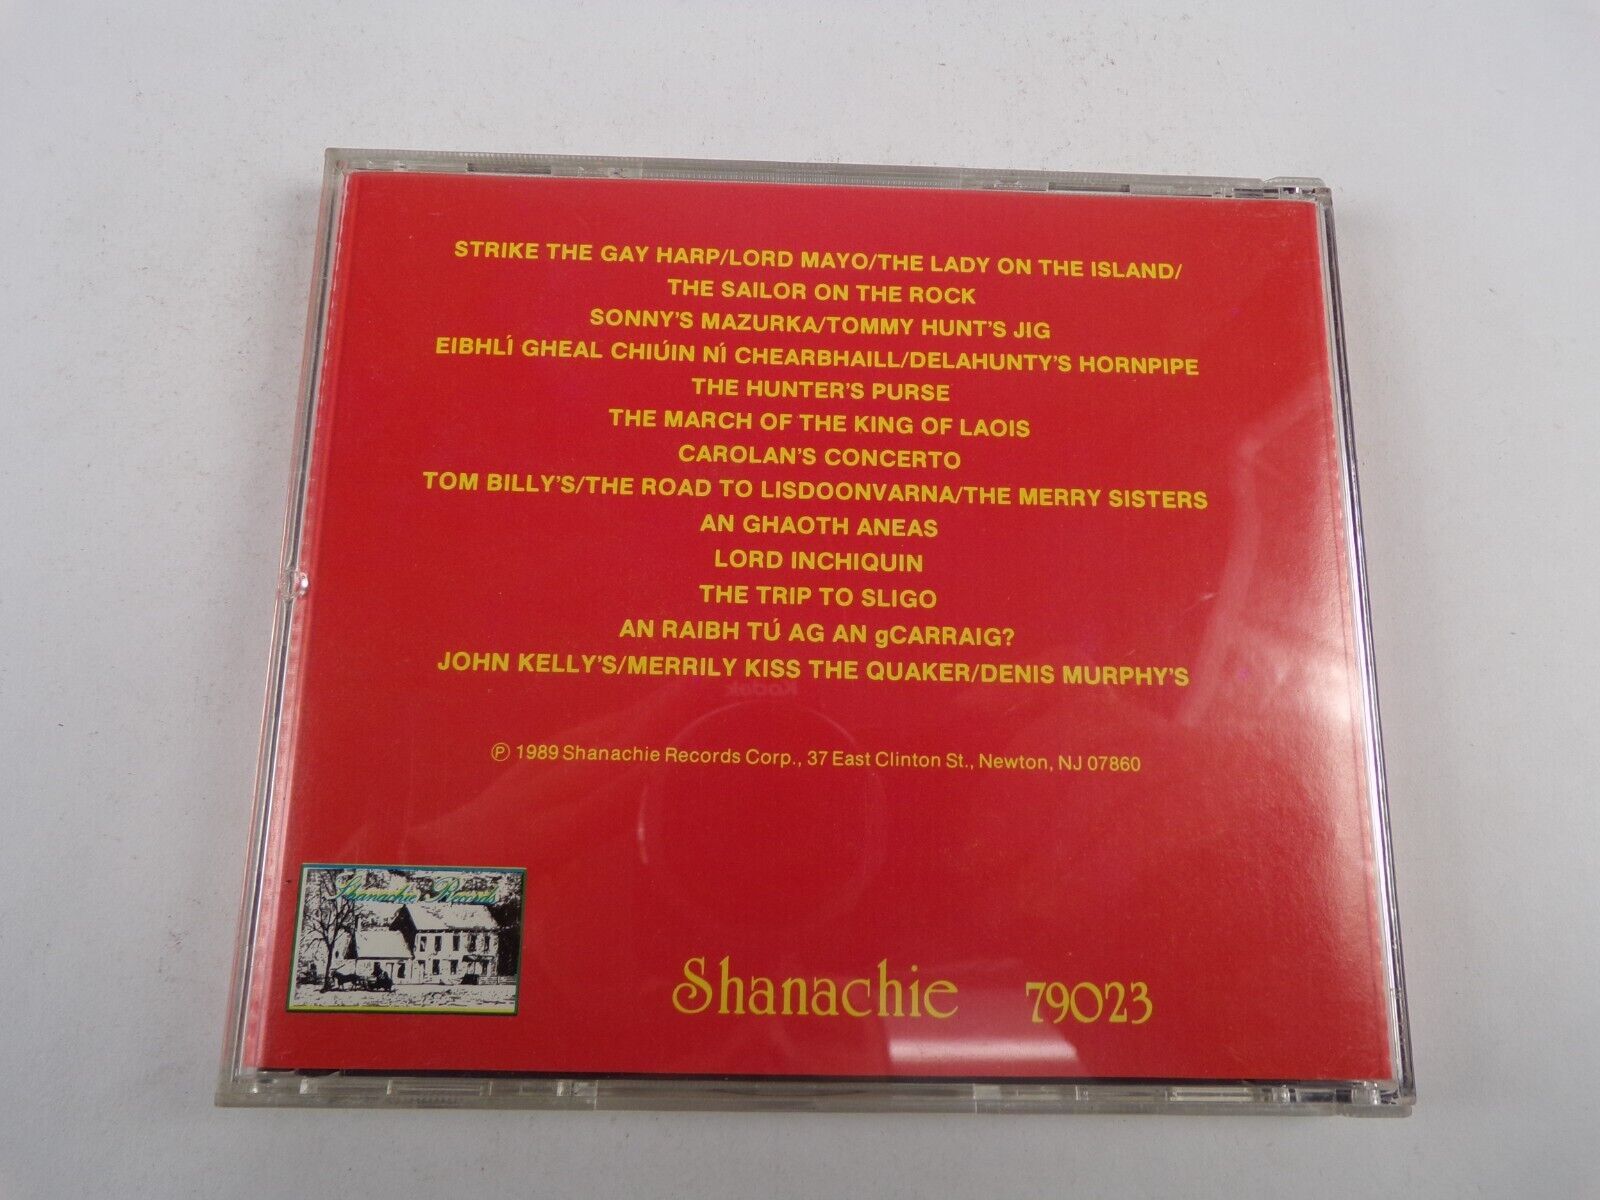 STRIKE THE GAY HARP/LORD MAYO/THE LADY ON THE ISLAND/
THE SAILOR ON THE ROCK
SONNY'S MAZURKA/TOMMY HUNT'S JIG
EIBHLÍ GHEAL CHIÚIN NÍ CHEARBHAILL/DELAHUNTY'S HORNPIPE
THE HUNTER'S PURSE
THE MARCH OF THE KING OF LAOIS
CAROLAN'S CONCERTO
TOM BILLY'S/THE ROAD TO LISDOONVARNA/THE MERRY SISTERS
AN GHAOTH ANEAS
LORD INCHIQUIN
THE TRIP TO SLIGO
AN RAIBH TÚ AG AN gCARRAIG?
JOHN KELLY'S/MERRILY KISS THE QUAKER/DENIS MURPHY'S
Kodak
℗ 1989 Shanachie Records Corp., 37 East Clinton St., Newton, NJ 07860
Shanachie Records
Shanachie 79023